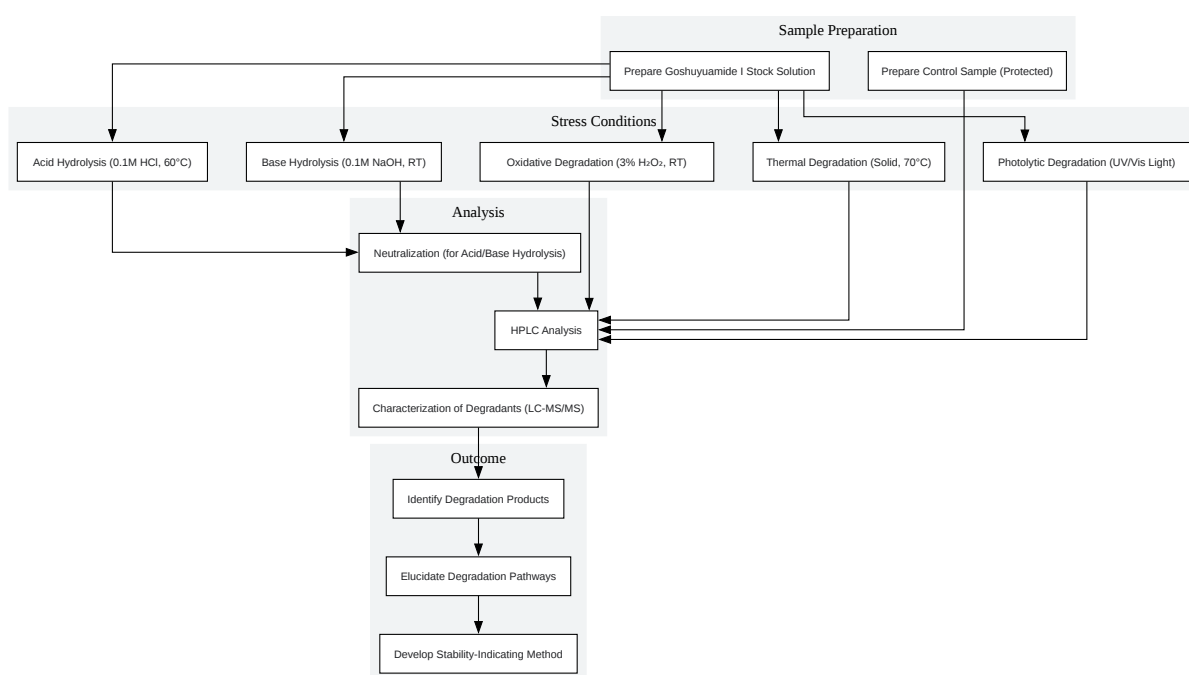 Sample Preparation
Prepare Goshuyuamide I Stock Solution
Prepare Control Sample (Protected)
Stress Conditions
Acid Hydrolysis (0.1M HCl, 60°C)
Base Hydrolysis (0.1M NaOH, RT)
Oxidative Degradation (3% H₂O₂, RT)
Thermal Degradation (Solid, 70°C)
Photolytic Degradation (UV/Vis Light)
Analysis
Neutralization (for Acid/Base Hydrolysis)
HPLC Analysis
Characterization of Degradants (LC-MS/MS)
Outcome
Identify Degradation Products
Elucidate Degradation Pathways
Develop Stability-Indicating Method